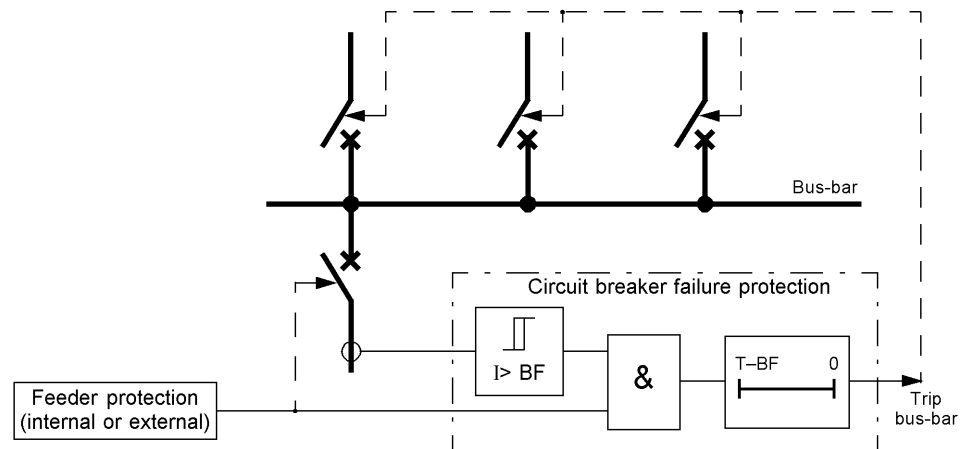 Bus-bar
Circuit breaker failure protection
I> BF
&
T–BF 0
Feeder protection
(internal or external)
Trip
bus-bar